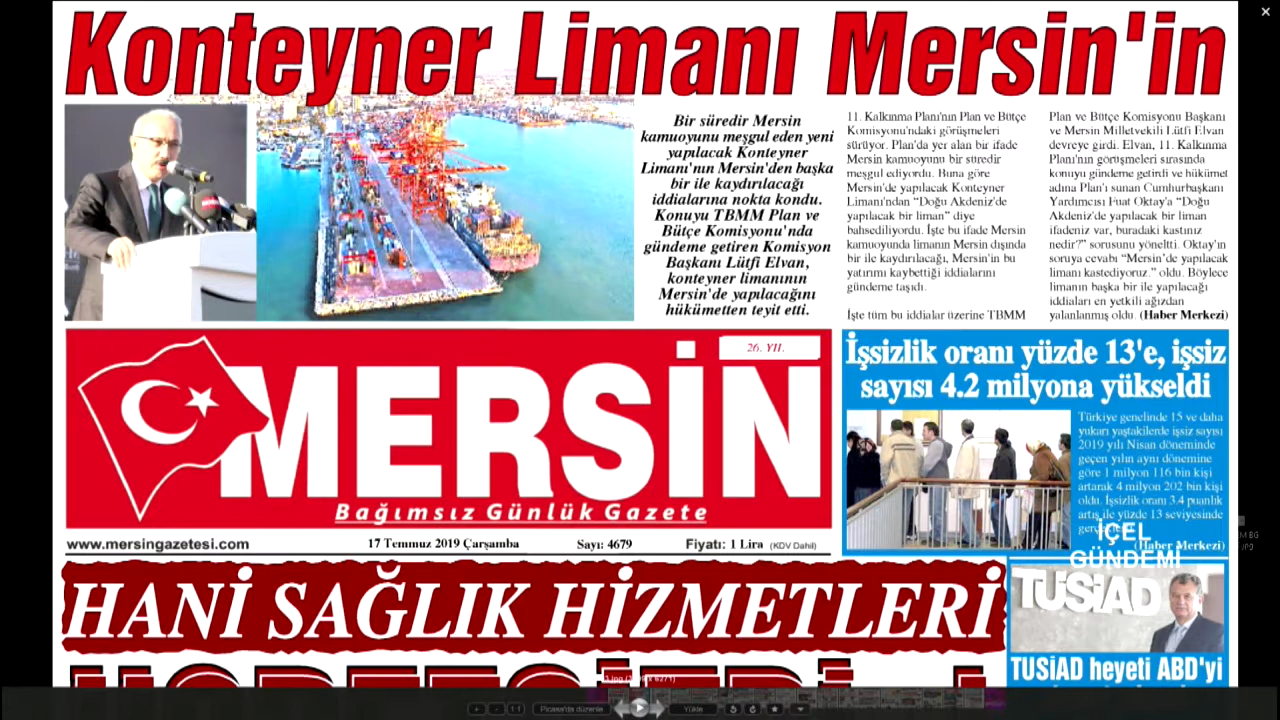 Konteyner Limanı Mersin'in
Bir süredir Mersin
kamuoyunu meşgul eden yeni
yapılacak Konteyner
Limanı'nın Mersin'den başka
bir ile kaydırılacağı
iddialarına nokta kondu.
Konuyu TBMM Plan ve
Bütçe Komisyonu'nda
gündeme getiren Komisyon
Başkanı Lütfi Elvan,
konteyner limanının
Mersin'de yapılacağını
hükümetten teyit etti.
11. Kalkınma Planı'nın Plan ve Bütçe
Komisyonu'ndaki görüşmeleri
sürüyor. Plan'da yer alan bir ifade
Mersin kamuoyunu bir süredir
meşgul ediyordu. Buna göre
Mersin'de yapılacak Konteyner
Limanı'ndan “Doğu Akdeniz'de
yapılacak bir liman” diye
bahsediliyordu. İşte bu ifade Mersin
kamuoyunda limanın Mersin dışında
bir ile kaydırılacağı, Mersin'in bu
yatırımı kaybettiği iddialarını
gündeme taşıdı.
İşte tüm bu iddialar üzerine TBMM
Plan ve Bütçe Komisyonu Başkanı
ve Mersin Milletvekili Lütfi Elvan
devreye girdi. Elvan, 11. Kalkınma
Planı'nın görüşmeleri sırasında
konuyu gündeme getirdi ve hükümet
adına Plan'ı sunan Cumhurbaşkanı
Yardımcısı Fuat Oktay'a “Doğu
Akdeniz'de yapılacak bir liman
ifadeniz var, buradaki kastınız
nedir?” sorusunu yöneltti. Oktay'ın
soruya cevabı “Mersin'de yapılacak
limanı kastediyoruz.” oldu. Böylece
limanın başka bir ile yapılacağı
iddiaları en yetkili ağızdan
yalanlanmış oldu. (Haber Merkezi)
26. YIL
MERSİN
Bağımsız Günlük Gazete
www.mersingazetesi.com
17 Temmuz 2019 Çarşamba
Sayı: 4679
Fiyatı: 1 Lira (KDV Dahil)
İşsizlik oranı yüzde 13'e, işsiz
sayısı 4.2 milyona yükseldi
Türkiye genelinde 15 ve daha
yukarı yaştakilerde işsiz sayısı
2019 yılı Nisan döneminde
geçen yılın aynı dönemine
göre 1 milyon 116 bin kişi
artarak 4 milyon 202 bin kişi
oldu. İşsizlik oranı 3.4 puanlık
artış ile yüzde 13 seviyesinde
(Haber Merkezi)
İÇEL
GÜNDEMİ
HANİ SAĞLIK HİZMETLERİ
TÜSİAD
TUSiAD heyeti ABD'yi
Picasa'da düzenle
Yükle